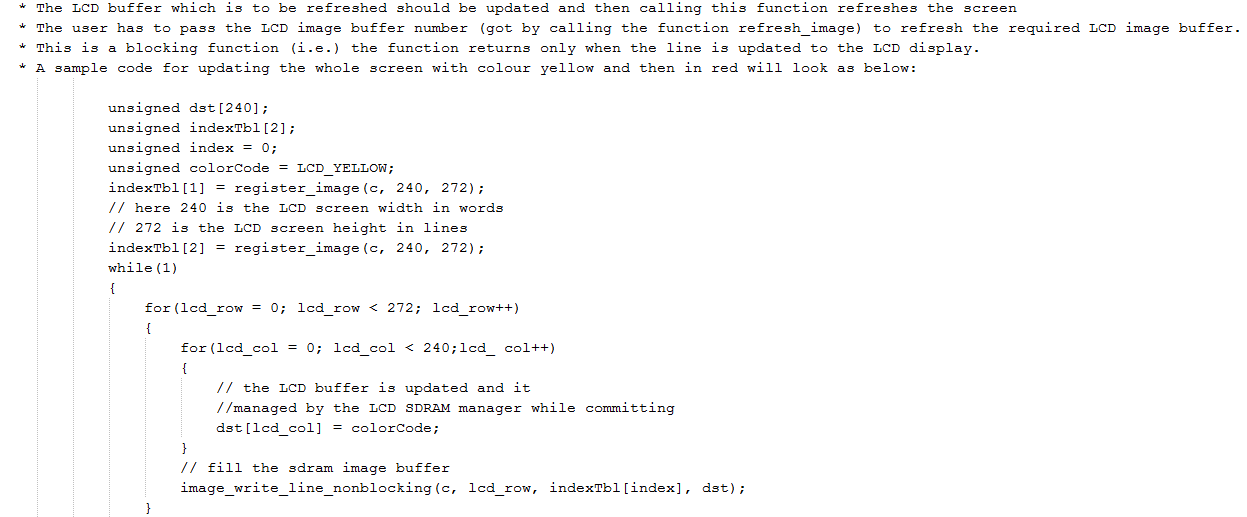 * The LCD buffer which is to be refreshed should be updated and then calling this function refreshes the screen
* The user has to pass the LCD image buffer number (got by calling the function refresh_image) to refresh the required LCD image buffer.
* This is a blocking function (i.e.) the function returns only when the line is updated to the LCD display.
* A sample code for updating the whole screen with colour yellow and then in red will look as below:
unsigned dst[240];
unsigned indexTbl[2];
unsigned index = 0;
unsigned colorCode = LCD_YELLOW;
indexTbl[1] = register_image(c, 240, 272);
// here 240 is the LCD screen width in words
// 272 is the LCD screen height in lines
indexTbl[2] = register_image(c, 240, 272);
while(1)
{
for(lcd_row = 0; lcd_row < 272; lcd_row++)
{
for(lcd_col = 0; lcd_col < 240;lcd_ col++)
{
// the LCD buffer is updated and it
//managed by the LCD SDRAM manager while committing
dst[lcd_col] = colorCode;
}
// fill the sdram image buffer
image_write_line_nonblocking(c, lcd_row, indexTbl[index], dst);
}